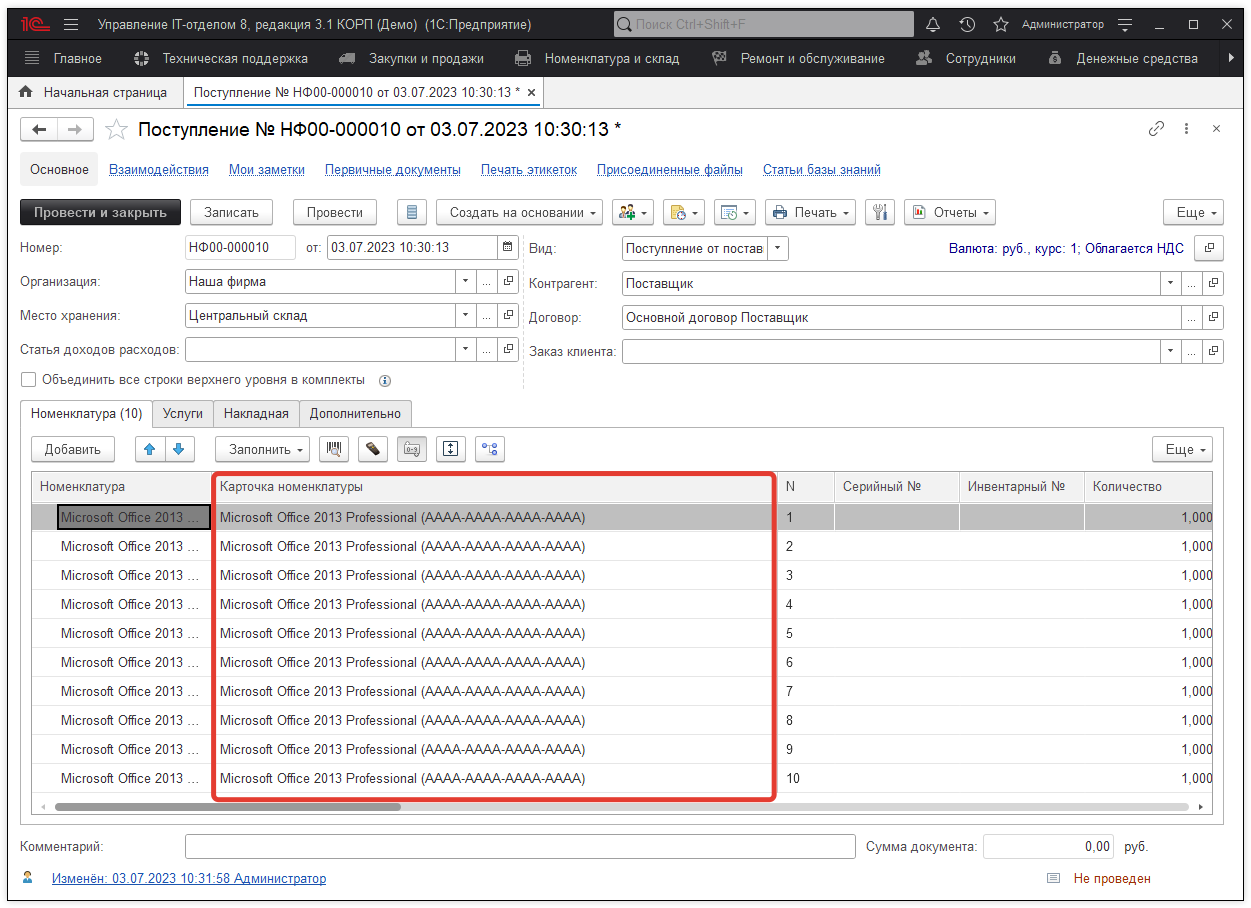 1С Управление IT-отделом 8, редакция 3.1 КОРП (Демо) (1С:Предприятие) Поиск Ctrl+Shift+F Администратор
Главное Техническая поддержка Закупки и продажи Номенклатура и склад Ремонт и обслуживание Сотрудники Денежные средства
Начальная страница Поступление № НФ00-000010 от 03.07.2023 10:30:13 * ×
Поступление № НФ00-000010 от 03.07.2023 10:30:13 *
Основное Взаимодействия Мои заметки Первичные документы Печать этикеток Присоединенные файлы Статьи базы знаний
Провести и закрыть Записать Провести Создать на основании Печать Отчеты Еще
Номер: НФ00-000010 от: 03.07.2023 10:30:13 Вид: Поступление от постав Валюта: руб., курс: 1; Облагается НДС
Организация: Наша фирма ... Контрагент: Поставщик ...
Место хранения: Центральный склад ... Договор: Основной договор Поставщик ...
Статья доходов расходов: ... Заказ клиента: ...
Объединить все строки верхнего уровня в комплекты
Номенклатура (10) Услуги Накладная Дополнительно
Добавить Заполнить 0-9 Еще
Номенклатура Карточка номенклатуры N Серийный № Инвентарный № Количество
Microsoft Office 2013 ... Microsoft Office 2013 Professional (AAAA-AAAA-AAAA-AAAA) 1 1,000
Microsoft Office 2013 ... Microsoft Office 2013 Professional (AAAA-AAAA-AAAA-AAAA) 2 1,000
Microsoft Office 2013 ... Microsoft Office 2013 Professional (AAAA-AAAA-AAAA-AAAA) 3 1,000
Microsoft Office 2013 ... Microsoft Office 2013 Professional (AAAA-AAAA-AAAA-AAAA) 4 1,000
Microsoft Office 2013 ... Microsoft Office 2013 Professional (AAAA-AAAA-AAAA-AAAA) 5 1,000
Microsoft Office 2013 ... Microsoft Office 2013 Professional (AAAA-AAAA-AAAA-AAAA) 6 1,000
Microsoft Office 2013 ... Microsoft Office 2013 Professional (AAAA-AAAA-AAAA-AAAA) 7 1,000
Microsoft Office 2013 ... Microsoft Office 2013 Professional (AAAA-AAAA-AAAA-AAAA) 8 1,000
Microsoft Office 2013 ... Microsoft Office 2013 Professional (AAAA-AAAA-AAAA-AAAA) 9 1,000
Microsoft Office 2013 ... Microsoft Office 2013 Professional (AAAA-AAAA-AAAA-AAAA) 10 1,000
Комментарий: Сумма документа: 0,00 руб.
Изменён: 03.07.2023 10:31:58 Администратор Не проведен